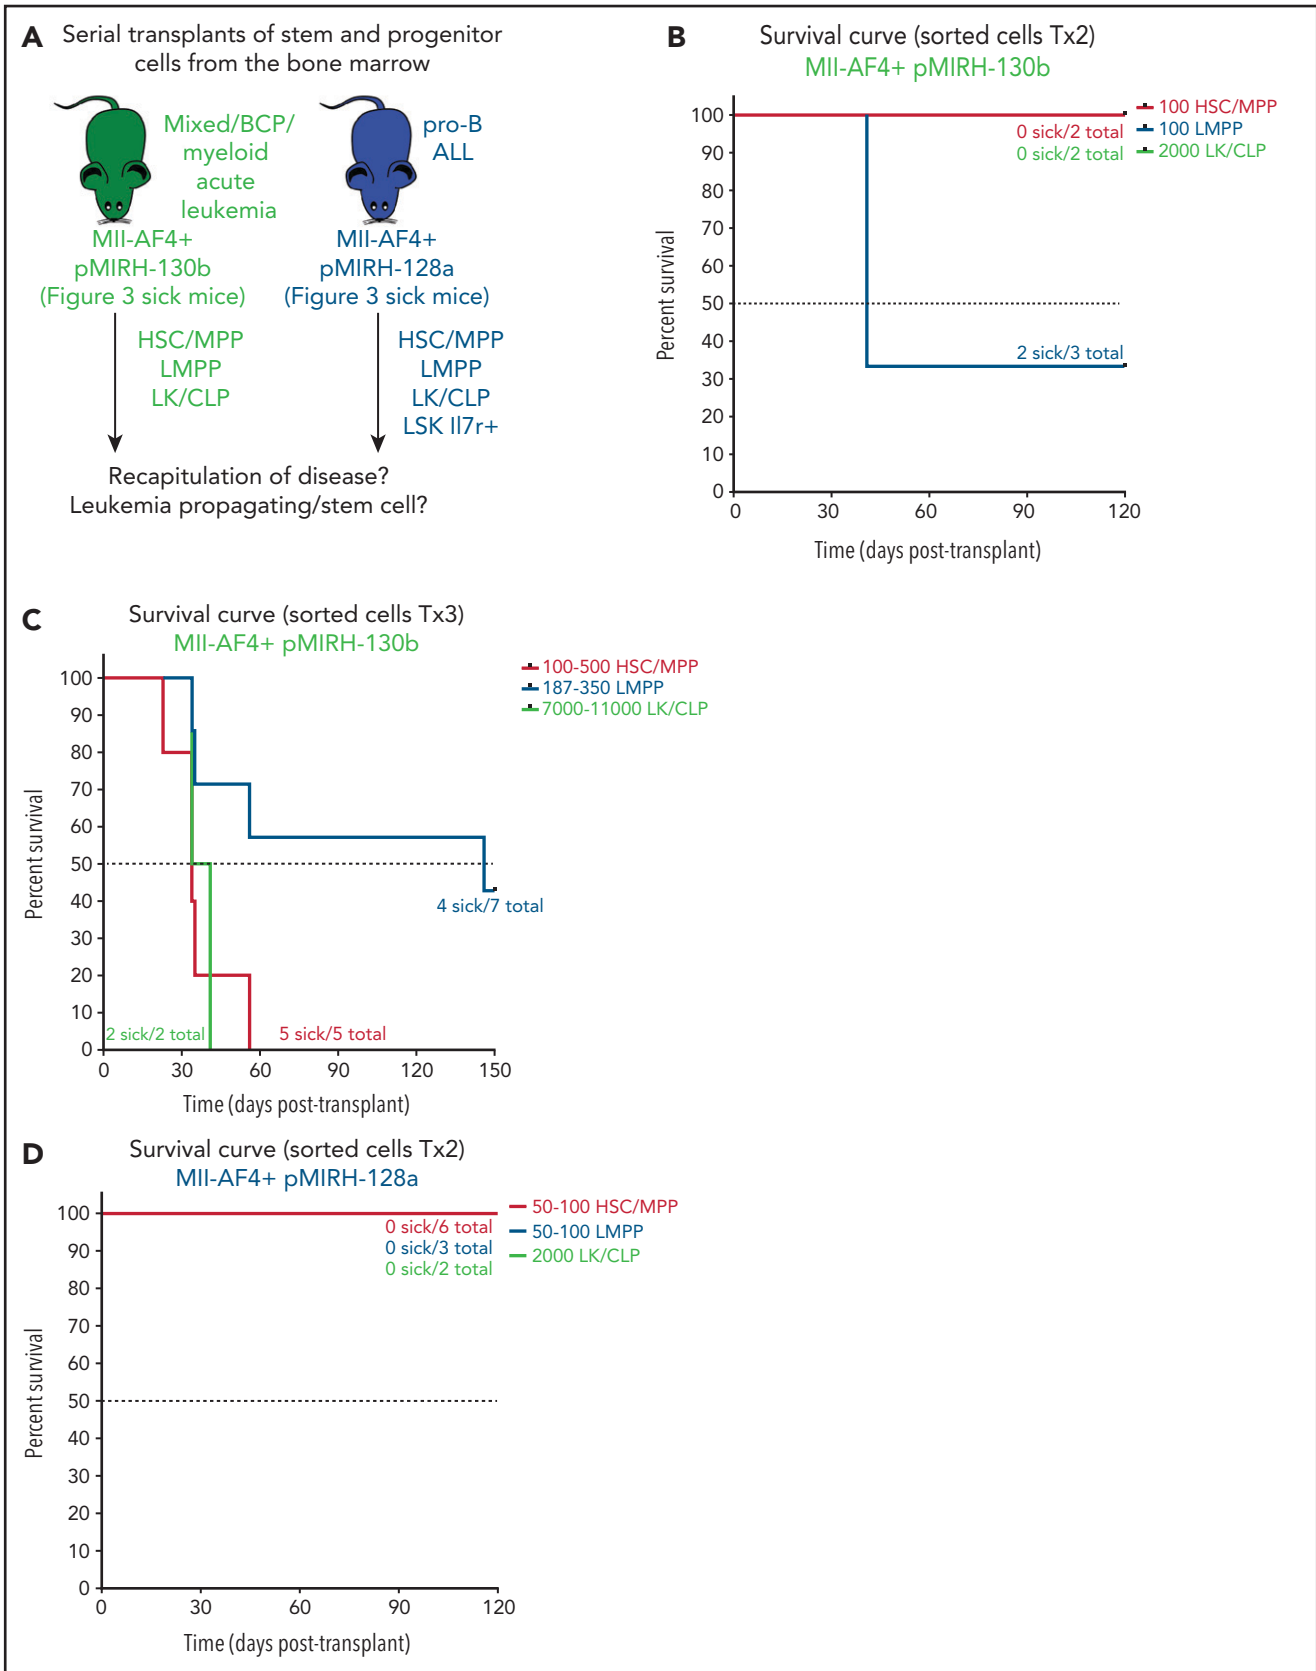 A Serial transplants of stem and progenitor
cells from the bone marrow
Mixed/BCP/
myeloid
acute
leukemia
pro-B
ALL
MII-AF4+
pMIRH-130b
(Figure 3 sick mice)
MII-AF4+
pMIRH-128a
(Figure 3 sick mice)
HSC/MPP
LMPP
LK/CLP
HSC/MPP
LMPP
LK/CLP
LSK Il7r+
Recapitulation of disease?
Leukemia propagating/stem cell?
B Survival curve (sorted cells Tx2)
MII-AF4+ pMIRH-130b
Percent survival
100
90
80
70
60
50
40
30
20
10
0
0 30 60 90 120
Time (days post-transplant)
0 sick/2 total
0 sick/2 total
2 sick/3 total
100 HSC/MPP
100 LMPP
2000 LK/CLP
C Survival curve (sorted cells Tx3)
MII-AF4+ pMIRH-130b
Percent survival
100
90
80
70
60
50
40
30
20
10
0
0 30 60 90 120 150
Time (days post-transplant)
4 sick/7 total
2 sick/2 total
5 sick/5 total
100-500 HSC/MPP
187-350 LMPP
7000-11000 LK/CLP
D Survival curve (sorted cells Tx2)
MII-AF4+ pMIRH-128a
Percent survival
100
90
80
70
60
50
40
30
20
10
0
0 30 60 90 120
Time (days post-transplant)
0 sick/6 total
0 sick/3 total
0 sick/2 total
50-100 HSC/MPP
50-100 LMPP
2000 LK/CLP